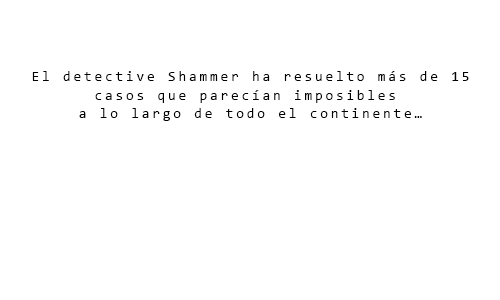 El detective Shammer ha resuelto más de 15
casos que parecían imposibles
a lo largo de todo el continente…